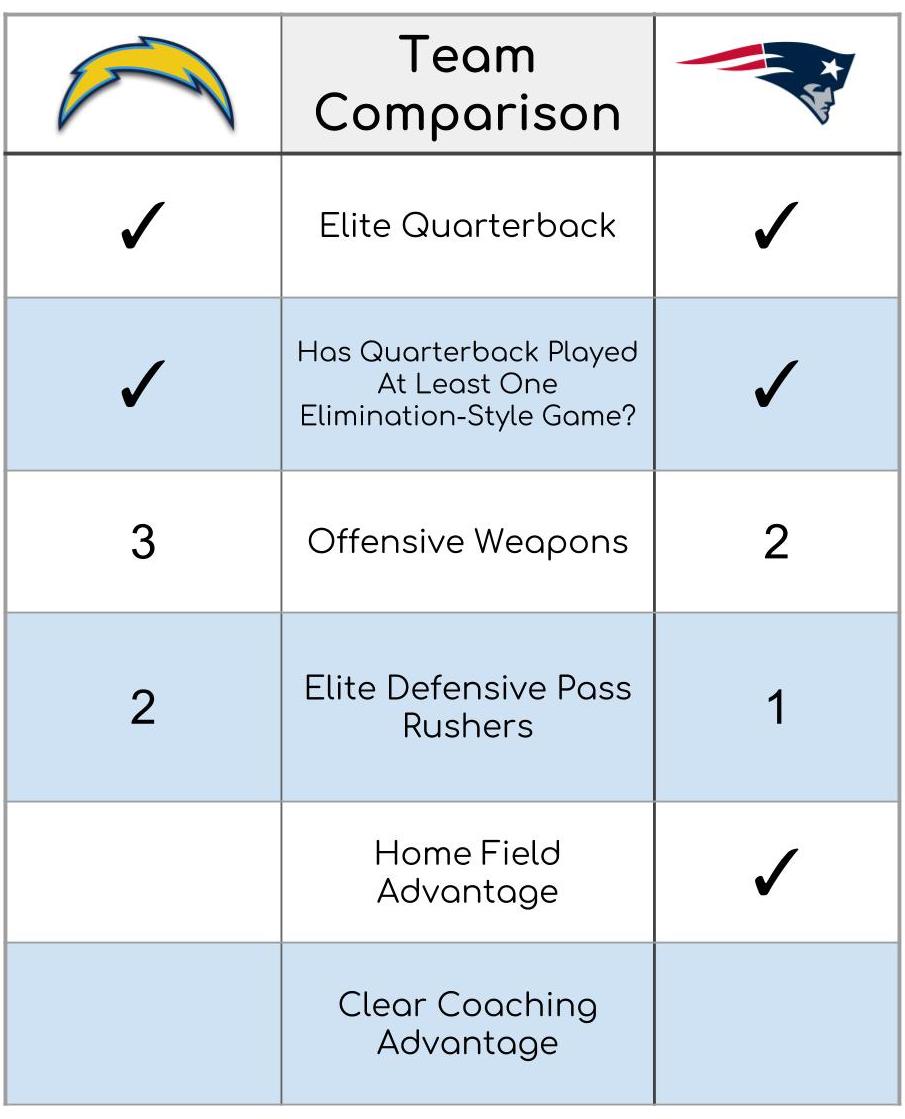 Team
Comparison
✓ Elite Quarterback ✓
Has Quarterback Played
✓ At Least One ✓
Elimination-Style Game?
3 Offensive Weapons 2
Elite Defensive Pass
2 Rushers 1
Home Field
Advantage ✓
Clear Coaching
Advantage